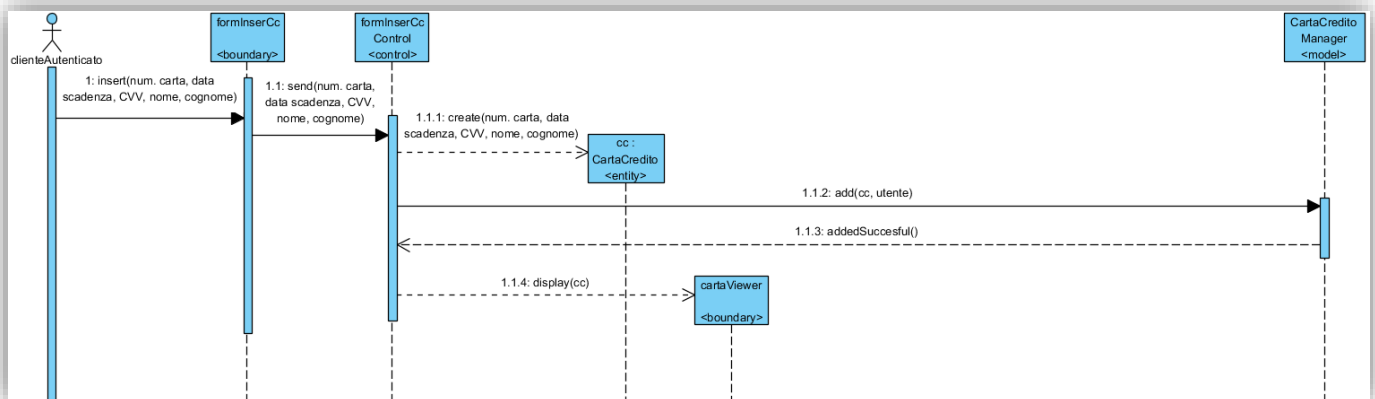 clienteAutenticato
formInserCc
<boundary>
formInserCc
Control
<control>
CartaCredito
Manager
<model>
1: insert(num. carta, data
scadenza, CVV, nome, cognome)
1.1: send(num. carta,
data scadenza, CVV,
nome, cognome)
1.1.1: create(num. carta, data
scadenza, CVV, nome, cognome)
cc :
CartaCredito
<entity>
1.1.2: add(cc, utente)
1.1.3: addedSuccesful()
1.1.4: display(cc)
cartaViewer
<boundary>